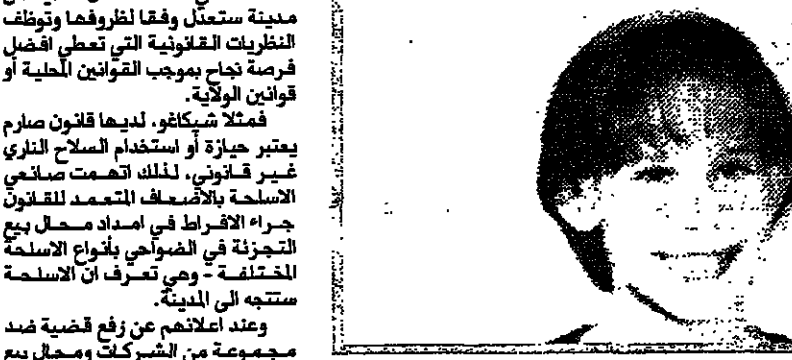 مدينة ستعدل وفقا لظروفها وتوظف
النظريات القانونية التي تعطي افضل
فرصة نجاح بموجب القوانين المحلية أو
قوانين الولاية.
فمثلا شيكاغو، لديها قانون صارم
يعتبر حيازة أو استخدام السلاح الناري
غير قانوني، لذلك اتهمت صانعي
الاسلحة بالاضعاف المتعمد للقانون
جراء الافراط في امداد محال بيع
التجزئة في الضواحي بأنواع الاسلحة
المختلفة - وهي تعرف ان الاسلحة
ستتجه الى المدينة.
وعند اعلانهم عن رفع قضية ضد
مجموعة من الشركات ومحال بيع